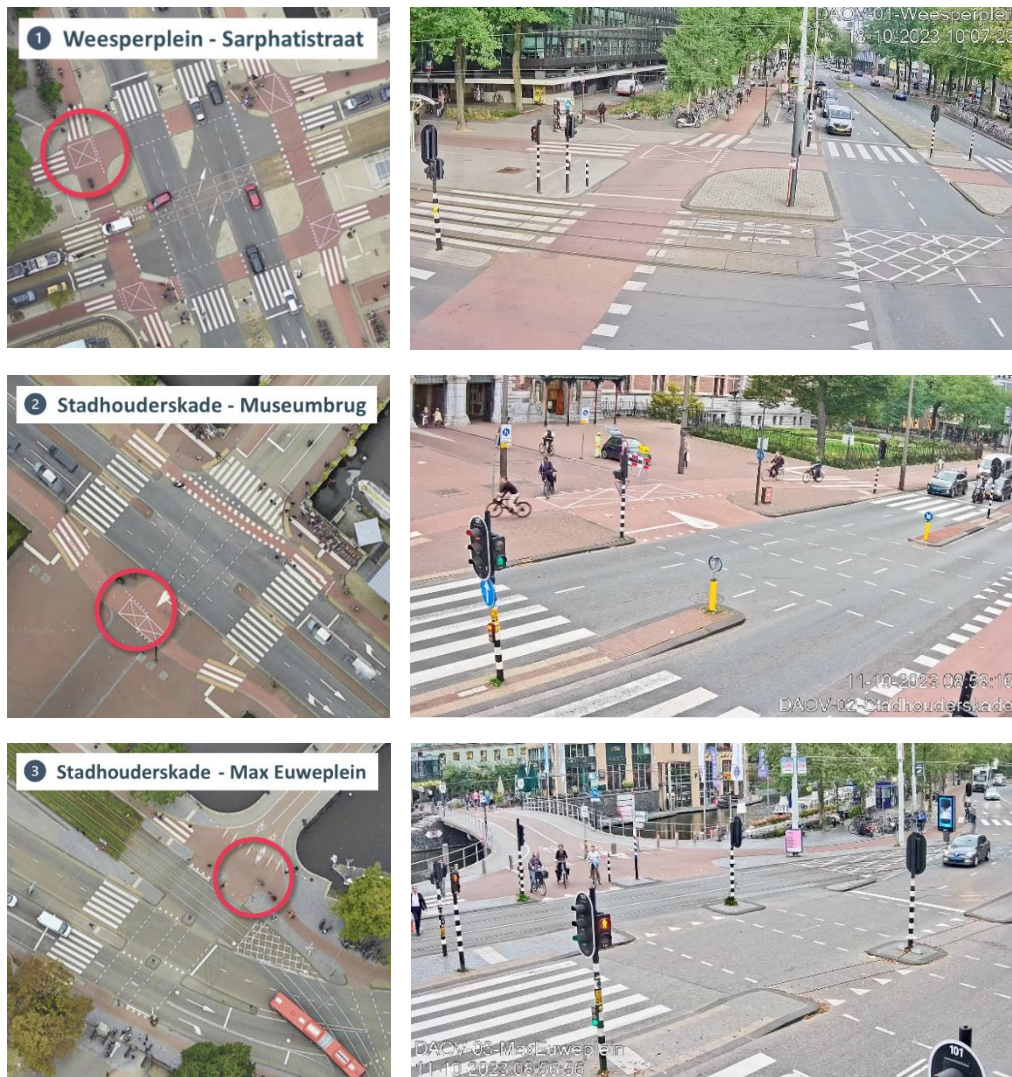 1 Weesperplein - Sarphatistraat
DAOV-01-Weesperplein
18-10-2023 10:07:23
2 Stadhouderskade - Museumbrug
11-10-2023 08:58:16
DAOV-02-Stadhouderskade
3 Stadhouderskade - Max Euweplein
DAOV-03-MaxEuweplein
11-10-2023 08:56:56
101